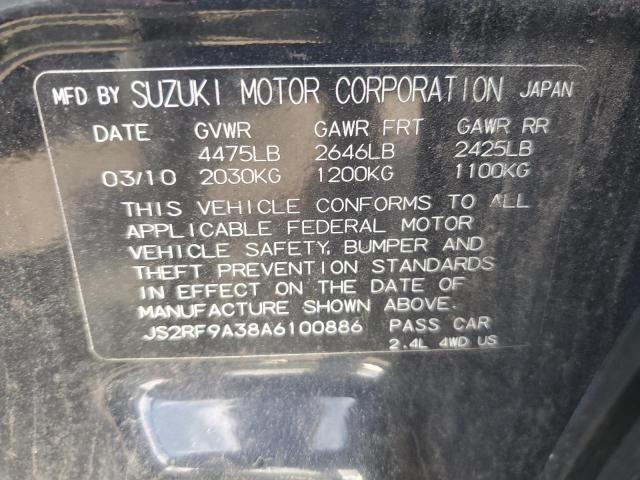 MFD BY SUZUKI MOTOR CORPORATION JAPAN
DATE GVWR GAWR FRT GAWR RR
4475LB 2646LB 2425LB
03/10 2030KG 1200KG 1100KG
THIS VEHICLE CONFORMS TO ALL
APPLICABLE FEDERAL MOTOR
VEHICLE SAFETY, BUMPER AND
THEFT PREVENTION STANDARDS
IN EFFECT ON THE DATE OF
MANUFACTURE SHOWN ABOVE.
JS2RF9A38A6100886 PASS CAR
2.4L 4WD US